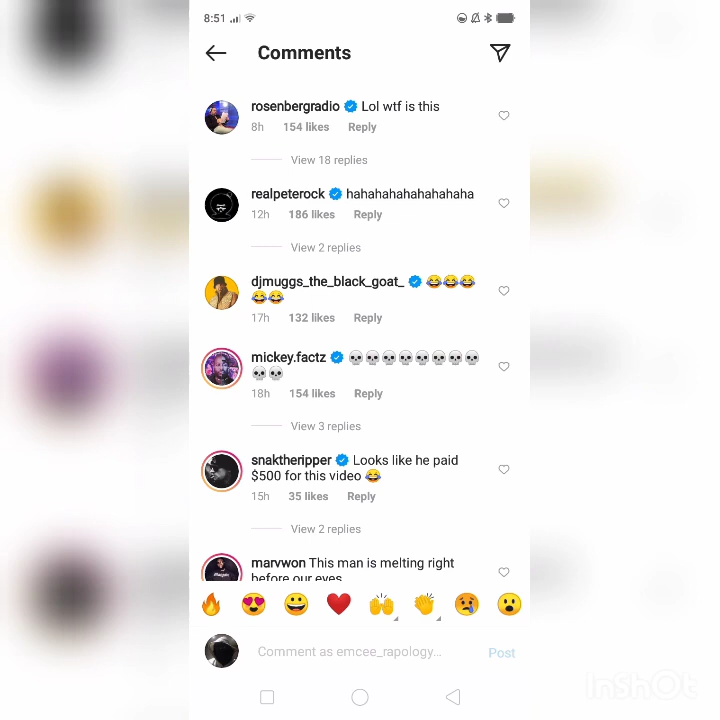 8:51
Comments
rosenbergradio Lol wtf is this
8h 154 likes Reply
View 18 replies
realpeterock hahahahahahahahaha
12h 186 likes Reply
View 2 replies
djmuggs_the_black_goat_ 😂😂😂
😂😂
17h 132 likes Reply
mickey.factz 💀💀💀💀💀💀💀💀
💀💀
18h 154 likes Reply
View 3 replies
snaktheripper Looks like he paid
$500 for this video 😂
15h 35 likes Reply
View 2 replies
marvwon This man is melting right
before our eyes
🔥 😍 😀 ❤️ 🙌 👏 😢 😮
Comment as emcee_rapology... Post
InShOt